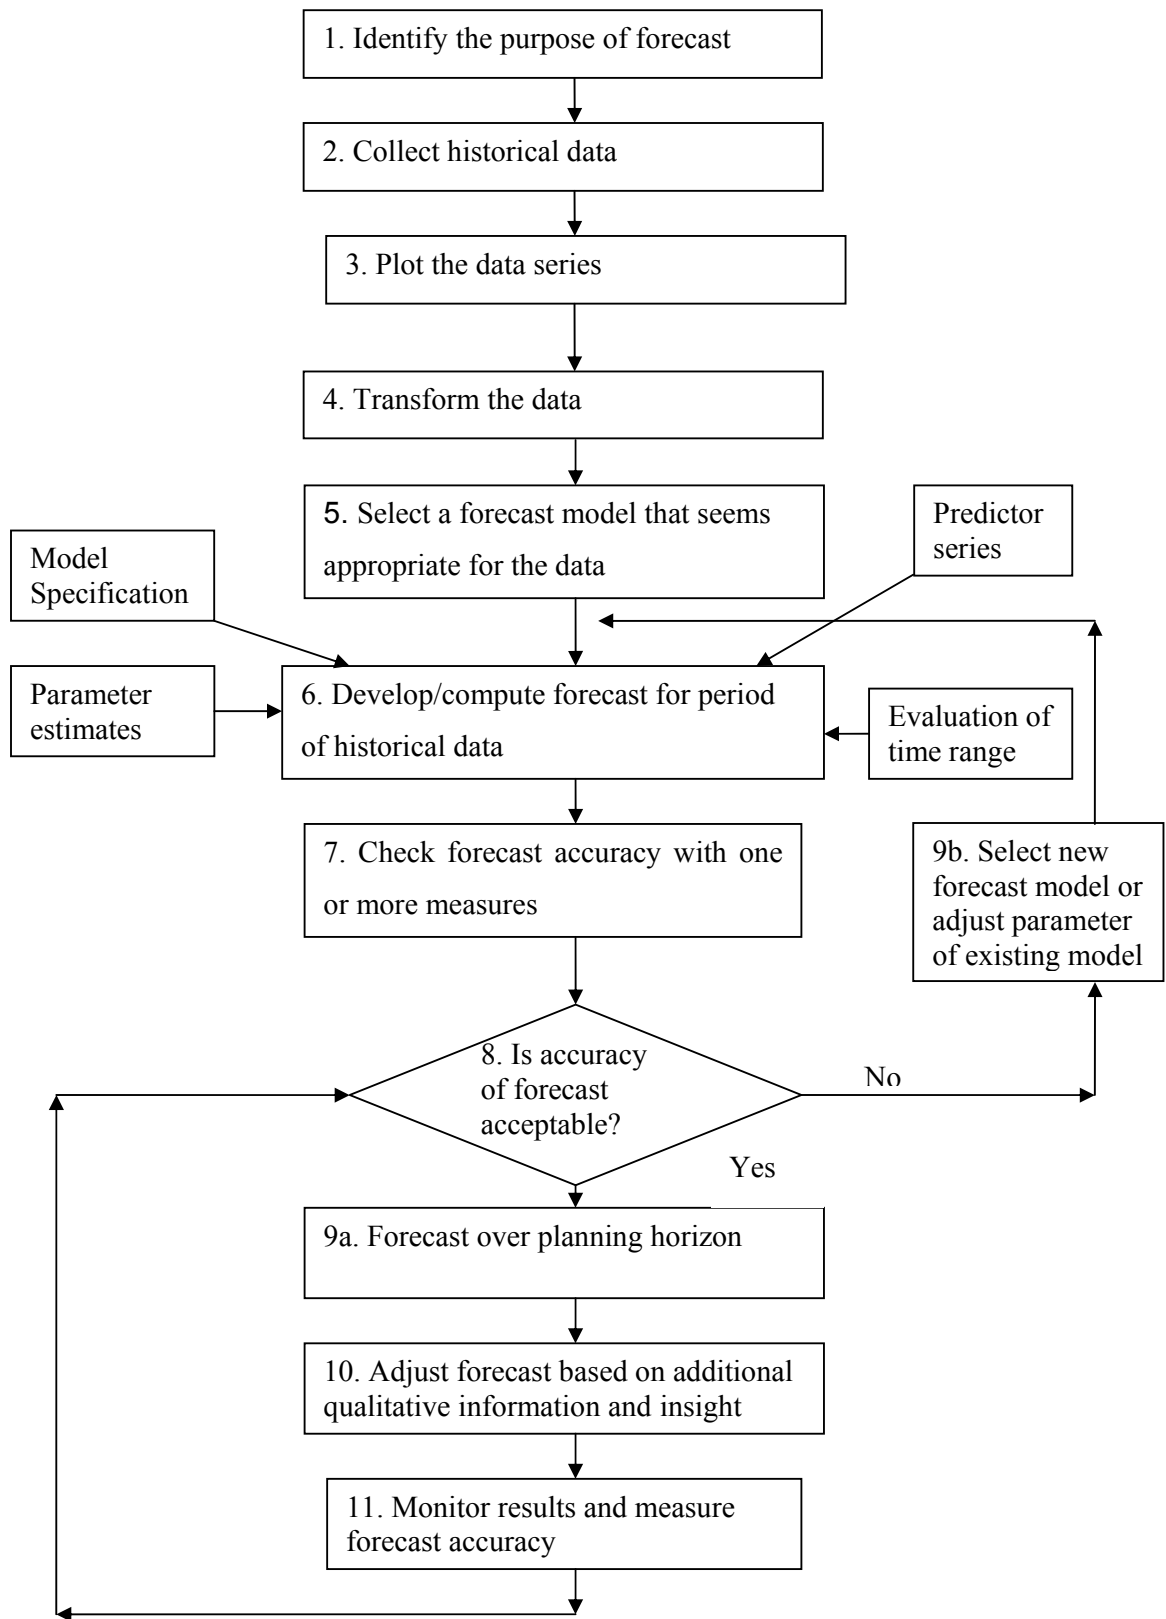 1. Identify the purpose of forecast
2. Collect historical data
3. Plot the data series
4. Transform the data
5. Select a forecast model that seems
appropriate for the data
Predictor
series
Model
Specification
Parameter
estimates
6. Develop/compute forecast for period
of historical data
Evaluation of
time range
7. Check forecast accuracy with one
or more measures
9b. Select new
forecast model or
adjust parameter
of existing model
8. Is accuracy
of forecast
acceptable?
No
Yes
9a. Forecast over planning horizon
10. Adjust forecast based on additional
qualitative information and insight
11. Monitor results and measure
forecast accuracy